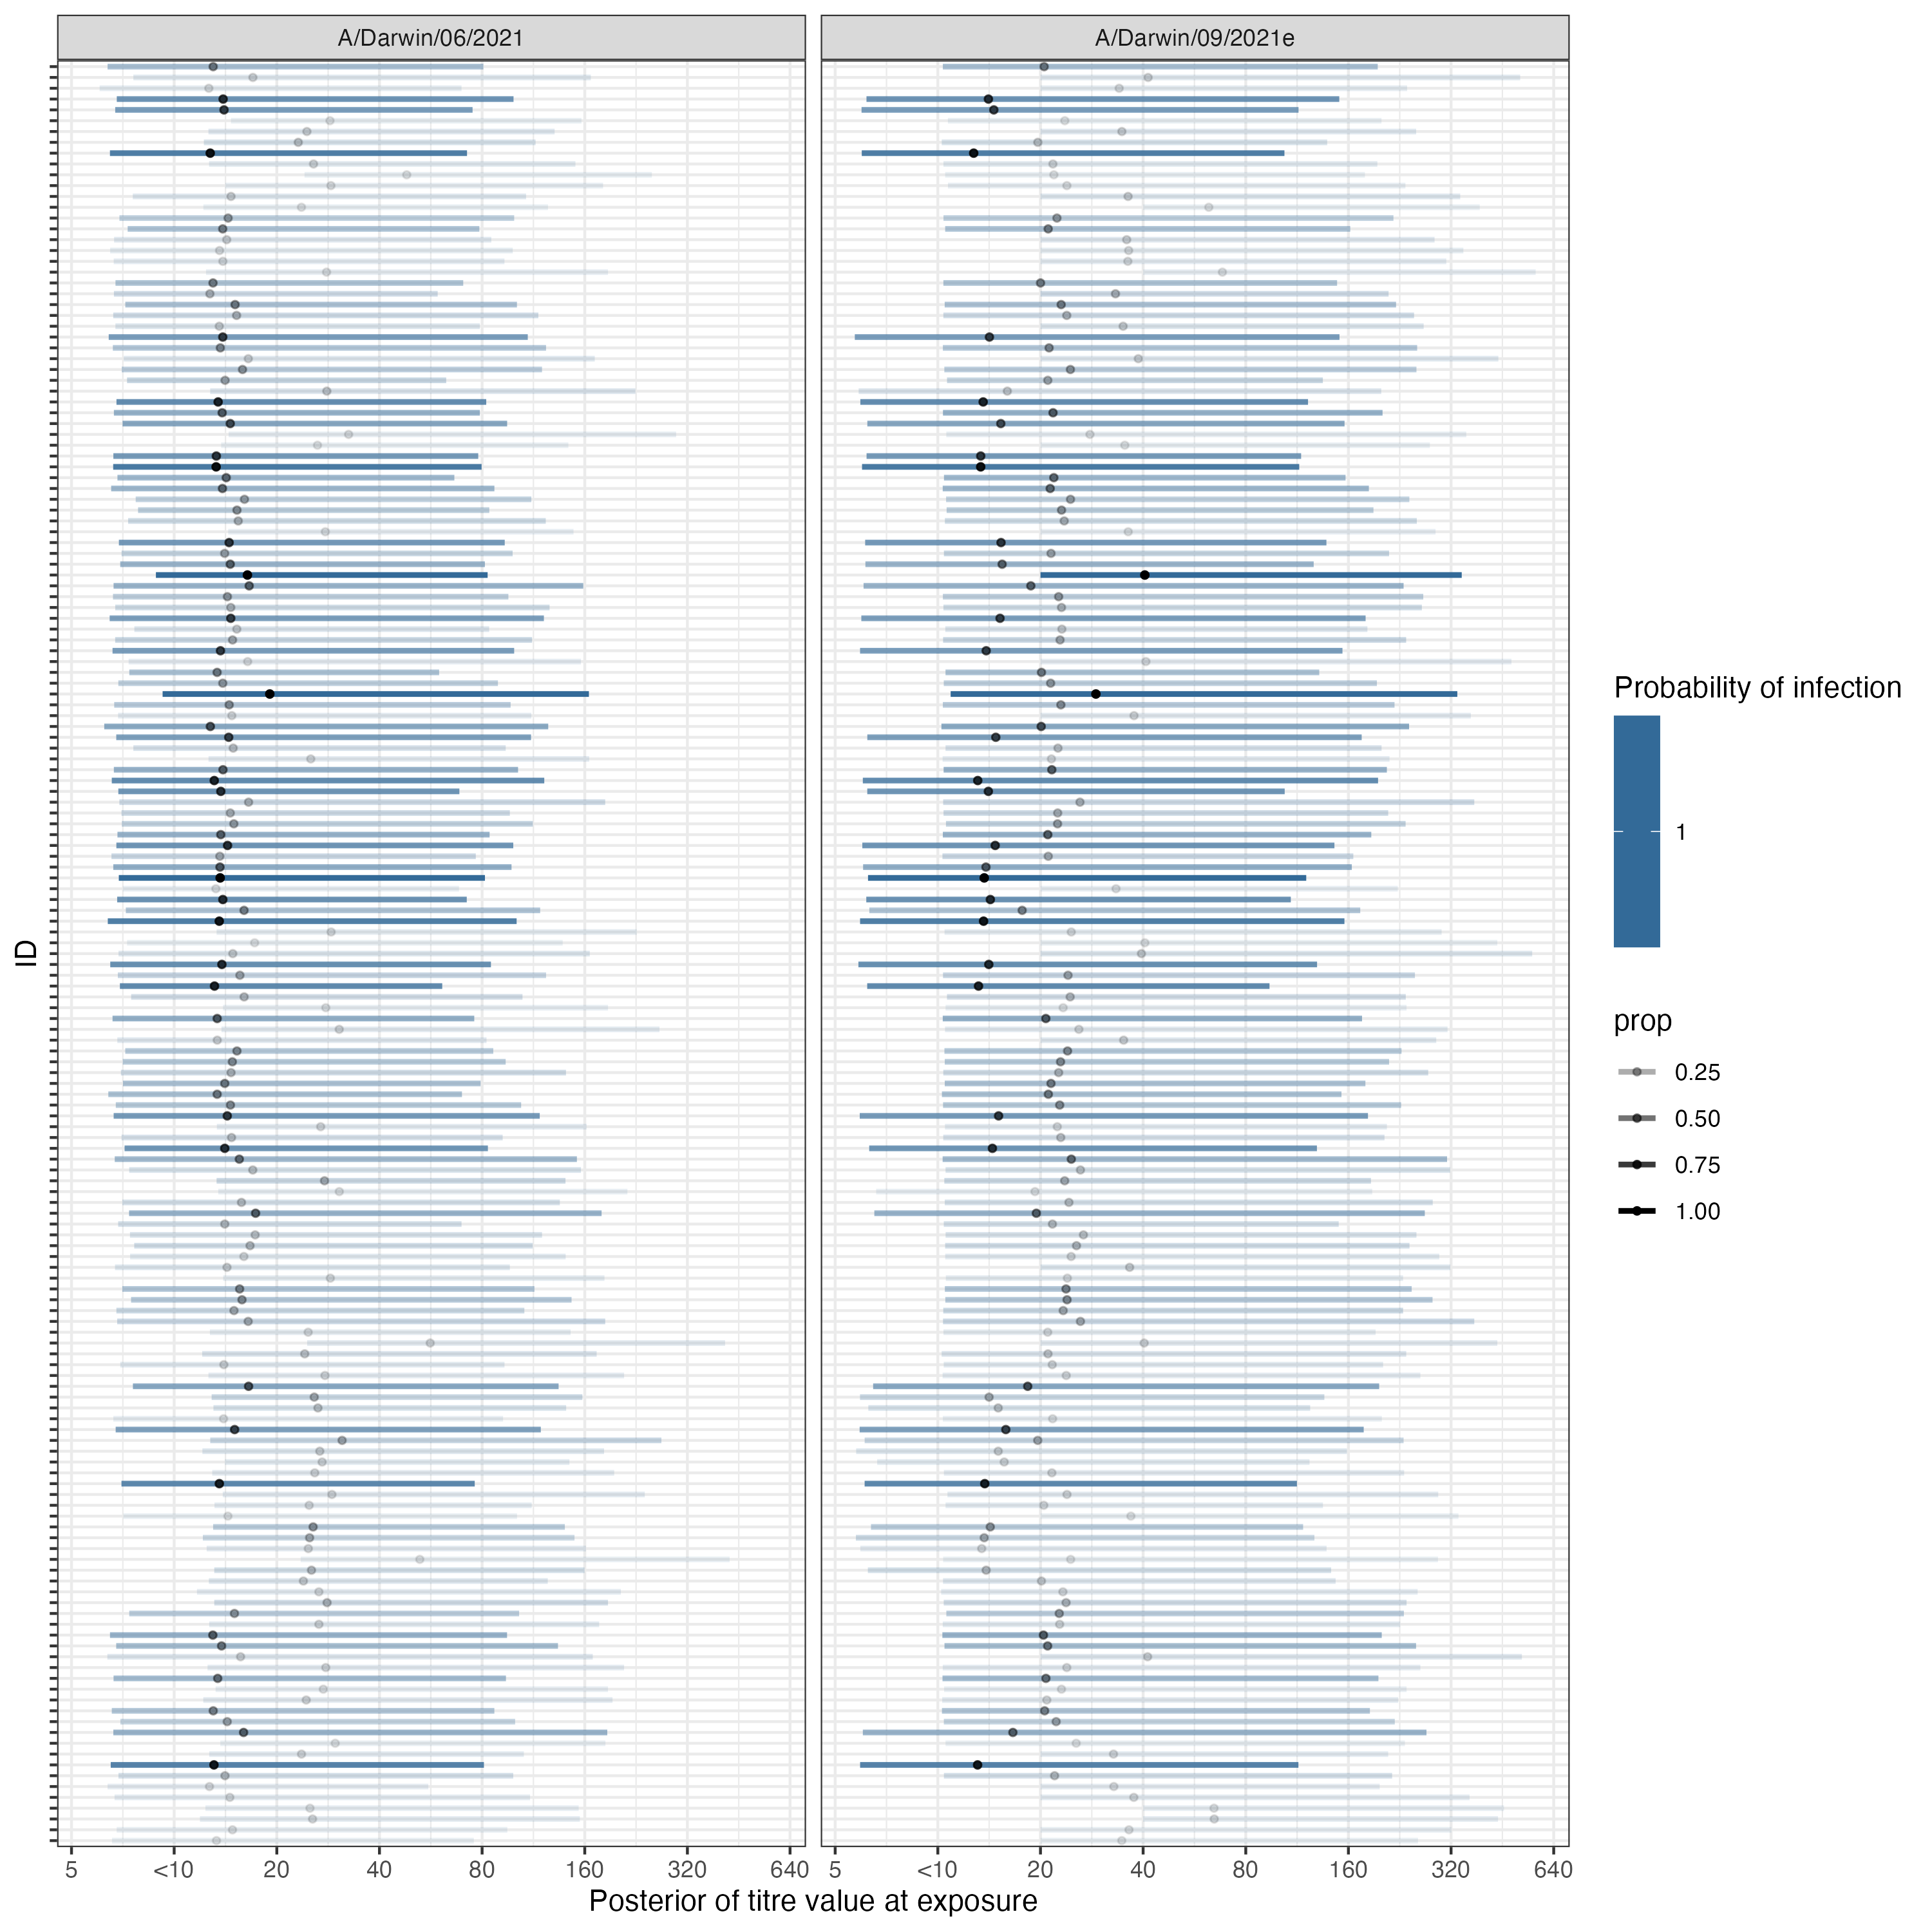 A/Darwin/06/2021
A/Darwin/09/2021e
ID
5 <10 20 40 80 160 320 640
5 <10 20 40 80 160 320 640
Posterior of titre value at exposure
Probability of infection
1
prop
0.25
0.50
0.75
1.00